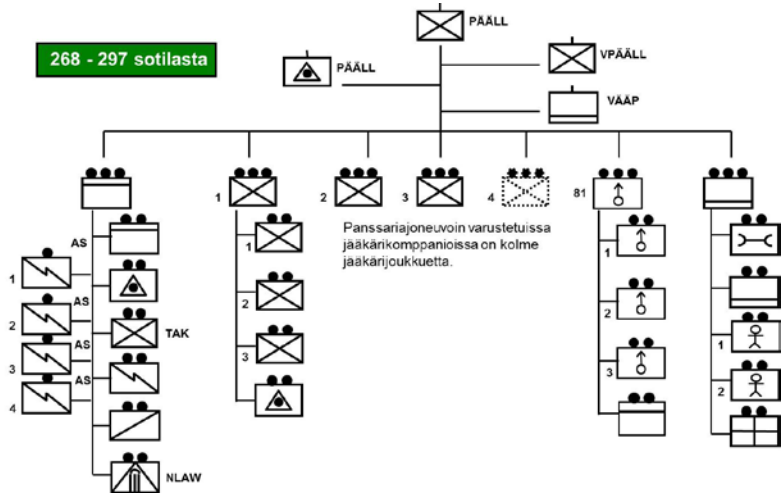 PÄÄLL
268 - 297 sotilasta
PÄÄLL
VPÄÄLL
VÄÄP
1
2
3
4
81
Panssariajoneuvoin varustetuissa
jääkärikomppanioissa on kolme
jääkärijoukkuetta.
AS
1
AS
2
TAK
AS
3
AS
4
NLAW
1
2
3
1
2
3
1
2